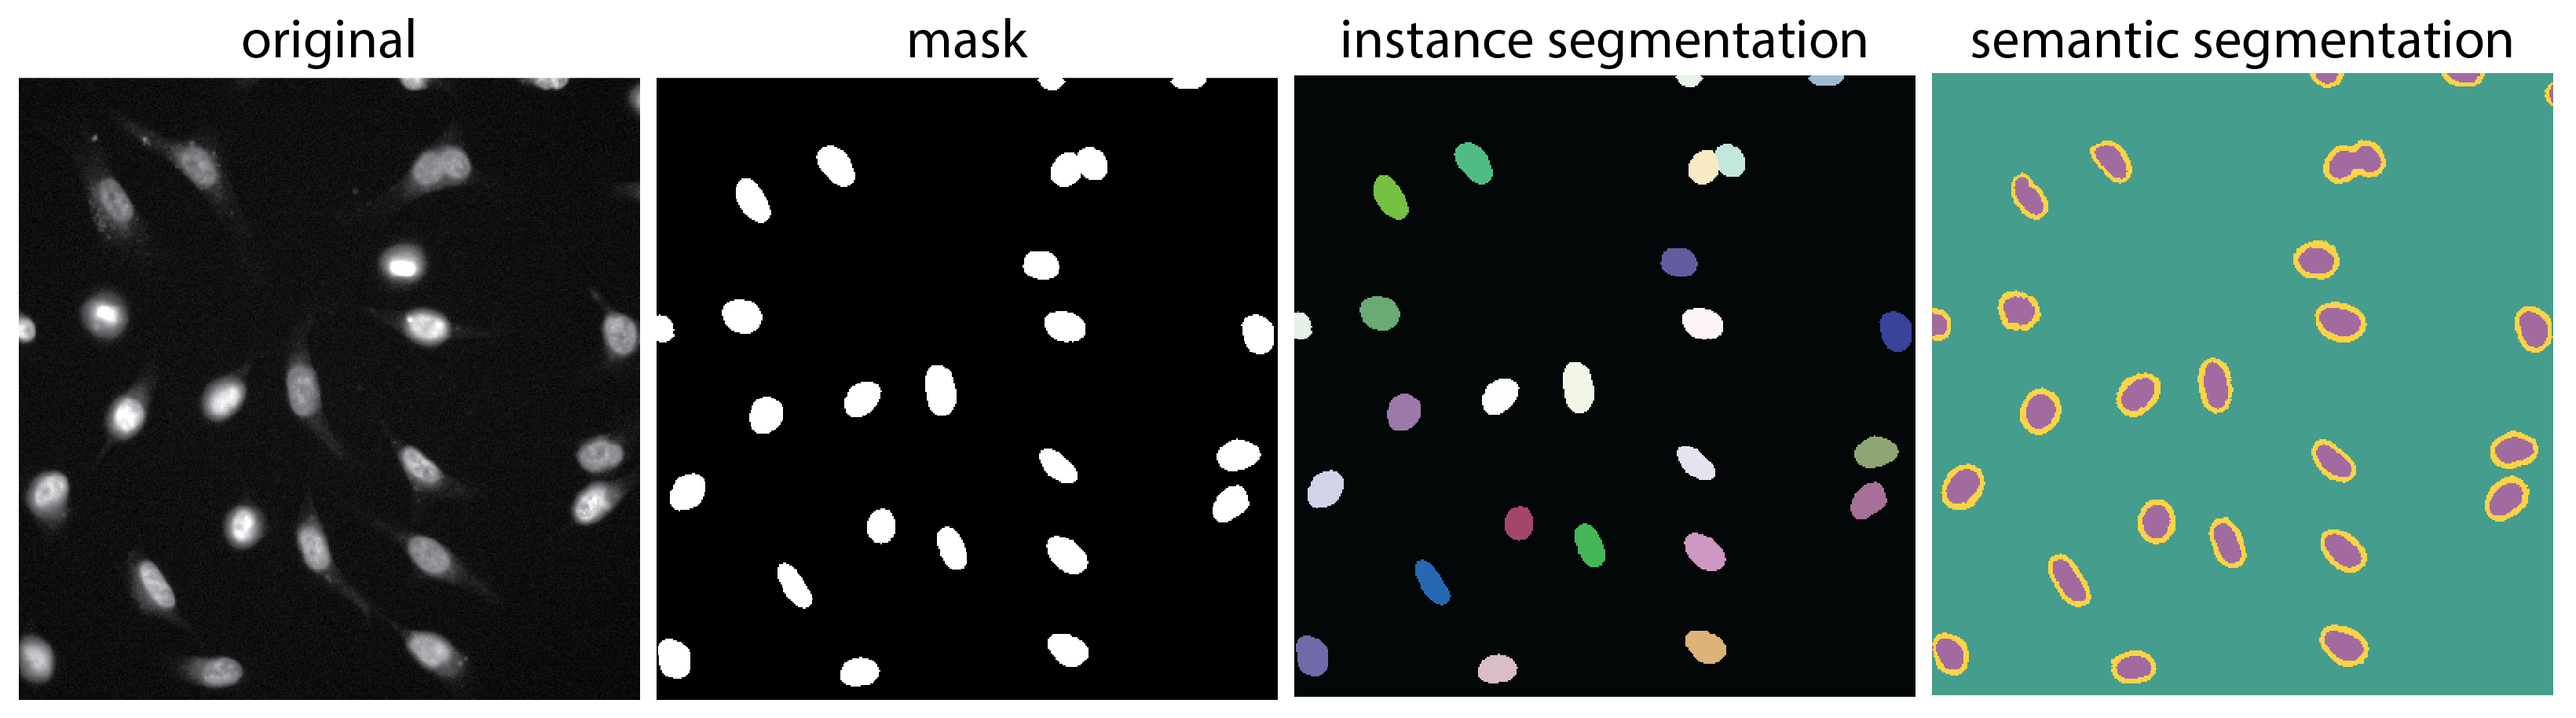 original
mask
instance segmentation
semantic segmentation